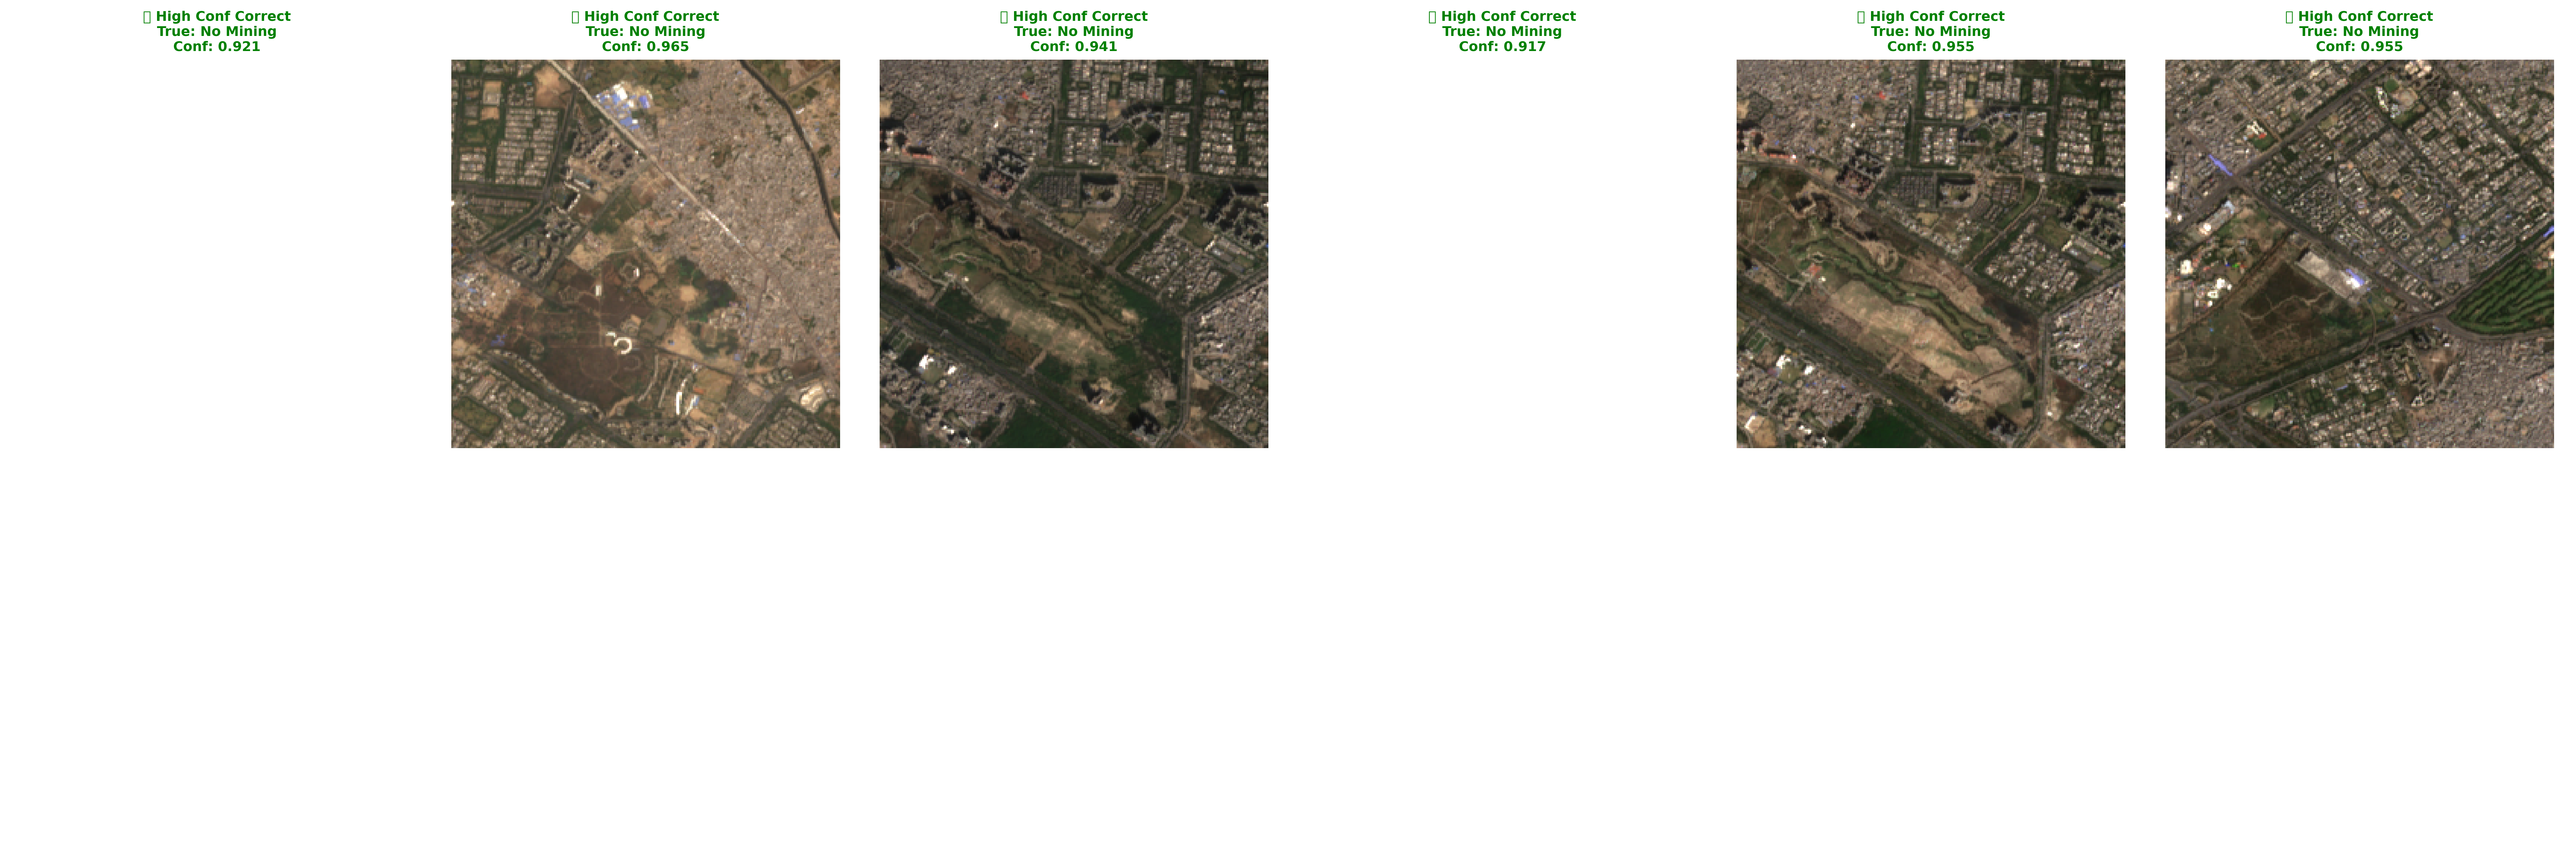 ▯ High Conf Correct
True: No Mining
Conf: 0.921
▯ High Conf Correct
True: No Mining
Conf: 0.965
▯ High Conf Correct
True: No Mining
Conf: 0.941
▯ High Conf Correct
True: No Mining
Conf: 0.917
▯ High Conf Correct
True: No Mining
Conf: 0.955
▯ High Conf Correct
True: No Mining
Conf: 0.955